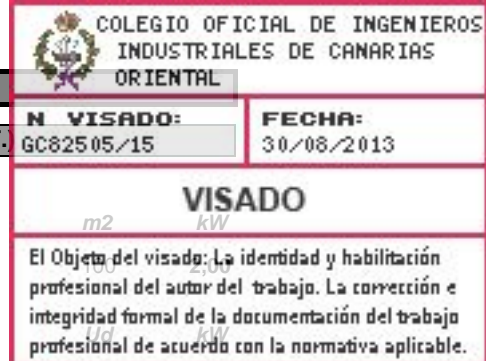 COLEGIO OFICIAL DE INGENIEROS
INDUSTRIALES DE CANARIAS
ORIENTAL
N VISADO:
GC82505/15
FECHA:
30/08/2013
VISADO
m2 kW
El Objeto del visado: La identidad y habilitación
160 2,00
profesional del autor del trabajo. La corrección e
integridad formal de la documentación del trabajo
Ud kW
profesional de acuerdo con la normativa aplicable.